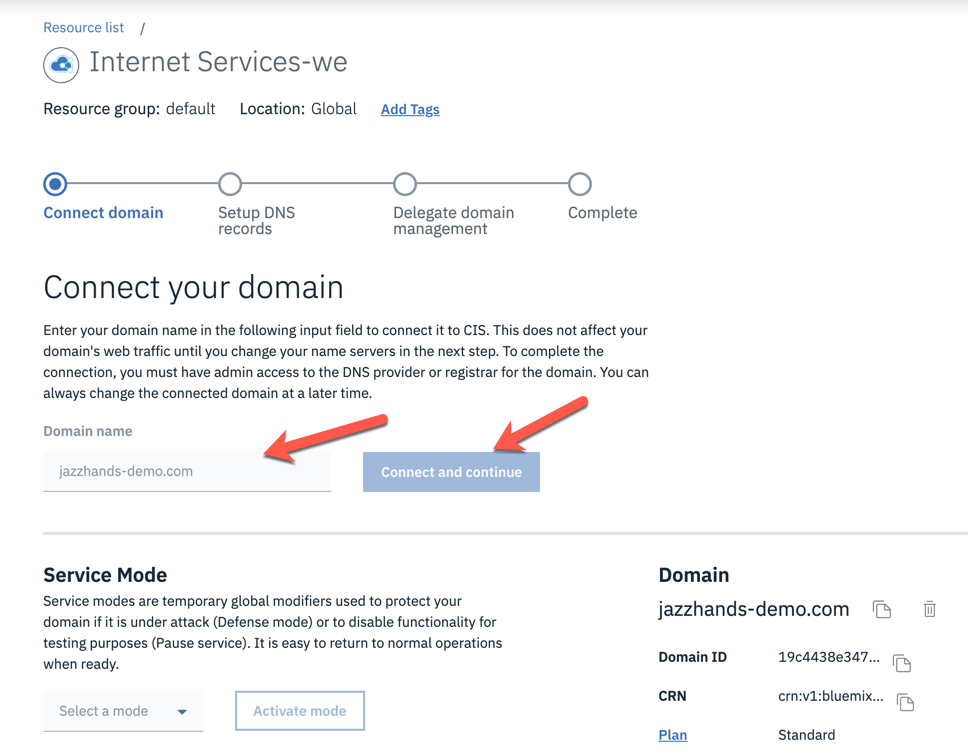 Resource list /
Internet Services-we
Resource group: default Location: Global Add Tags
Connect domain
Setup DNS
records
Delegate domain
management
Complete
Connect your domain
Enter your domain name in the following input field to connect it to CIS. This does not affect your
domain's web traffic until you change your name servers in the next step. To complete the
connection, you must have admin access to the DNS provider or registrar for the domain. You can
always change the connected domain at a later time.
Domain name
jazzhands-demo.com
Connect and continue
Service Mode
Service modes are temporary global modifiers used to protect your
domain if it is under attack (Defense mode) or to disable functionality for
testing purposes (Pause service). It is easy to return to normal operations
when ready.
Select a mode
Activate mode
Domain
jazzhands-demo.com
Domain ID 19c4438e347...
CRN crn:v1:bluemix...
Plan Standard